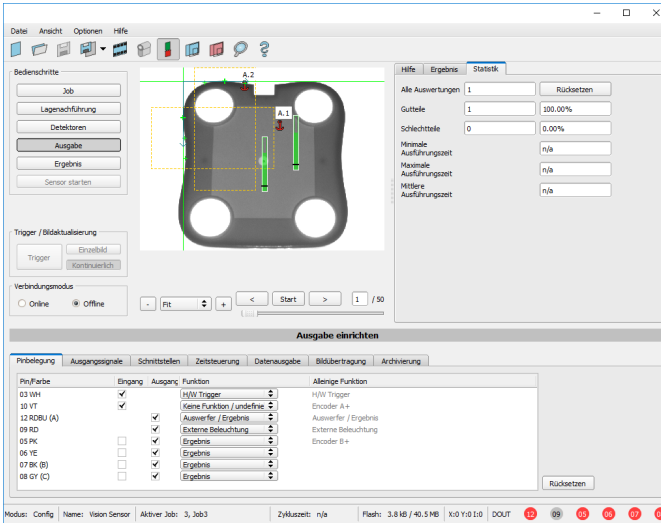 Datei Ansicht Optionen Hilfe
Bedienschritte
Job
Lagenachführung
Detektoren
Ausgabe
Ergebnis
Sensor starten
Trigger / Bildaktualisierung
Trigger
Einzelbild
Kontinuierlich
Verbindungsmodus
Online Offline
A.2
A.1
- Fit + < Start > 1 / 50
Hilfe Ergebnis Statistik
Alle Auswertungen 1 Rücksetzen
Gutteile 1 100.00%
Schlechtteile 0 0.00%
Minimale
Ausführungszeit n/a
Maximale
Ausführungszeit n/a
Mittlere
Ausführungszeit n/a
Ausgabe einrichten
Pinbelegung Ausgangssignale Schnittstellen Zeitsteuerung Datenausgabe Bildübertragung Archivierung
Pin/Farbe Eingang Ausgang Funktion Alleinige Funktion
03 WH H/W Trigger H/W Trigger
10 VT Keine Funktion / undefinie Encoder A+
12 RDBU (A) Auswerfer / Ergebnis Auswerfer / Ergebnis
09 RD Externe Beleuchtung Externe Beleuchtung
05 PK Ergebnis Encoder B+
06 YE Ergebnis
07 BK (B) Ergebnis
08 GY (C) Ergebnis
Rücksetzen
Modus: Config Name: Vision Sensor Aktiver Job: 3, Job3 Zykluszeit: n/a Flash: 3.8 kB / 40.5 MB X:0 Y:0 I:0 DOUT 12 09 05 06 07